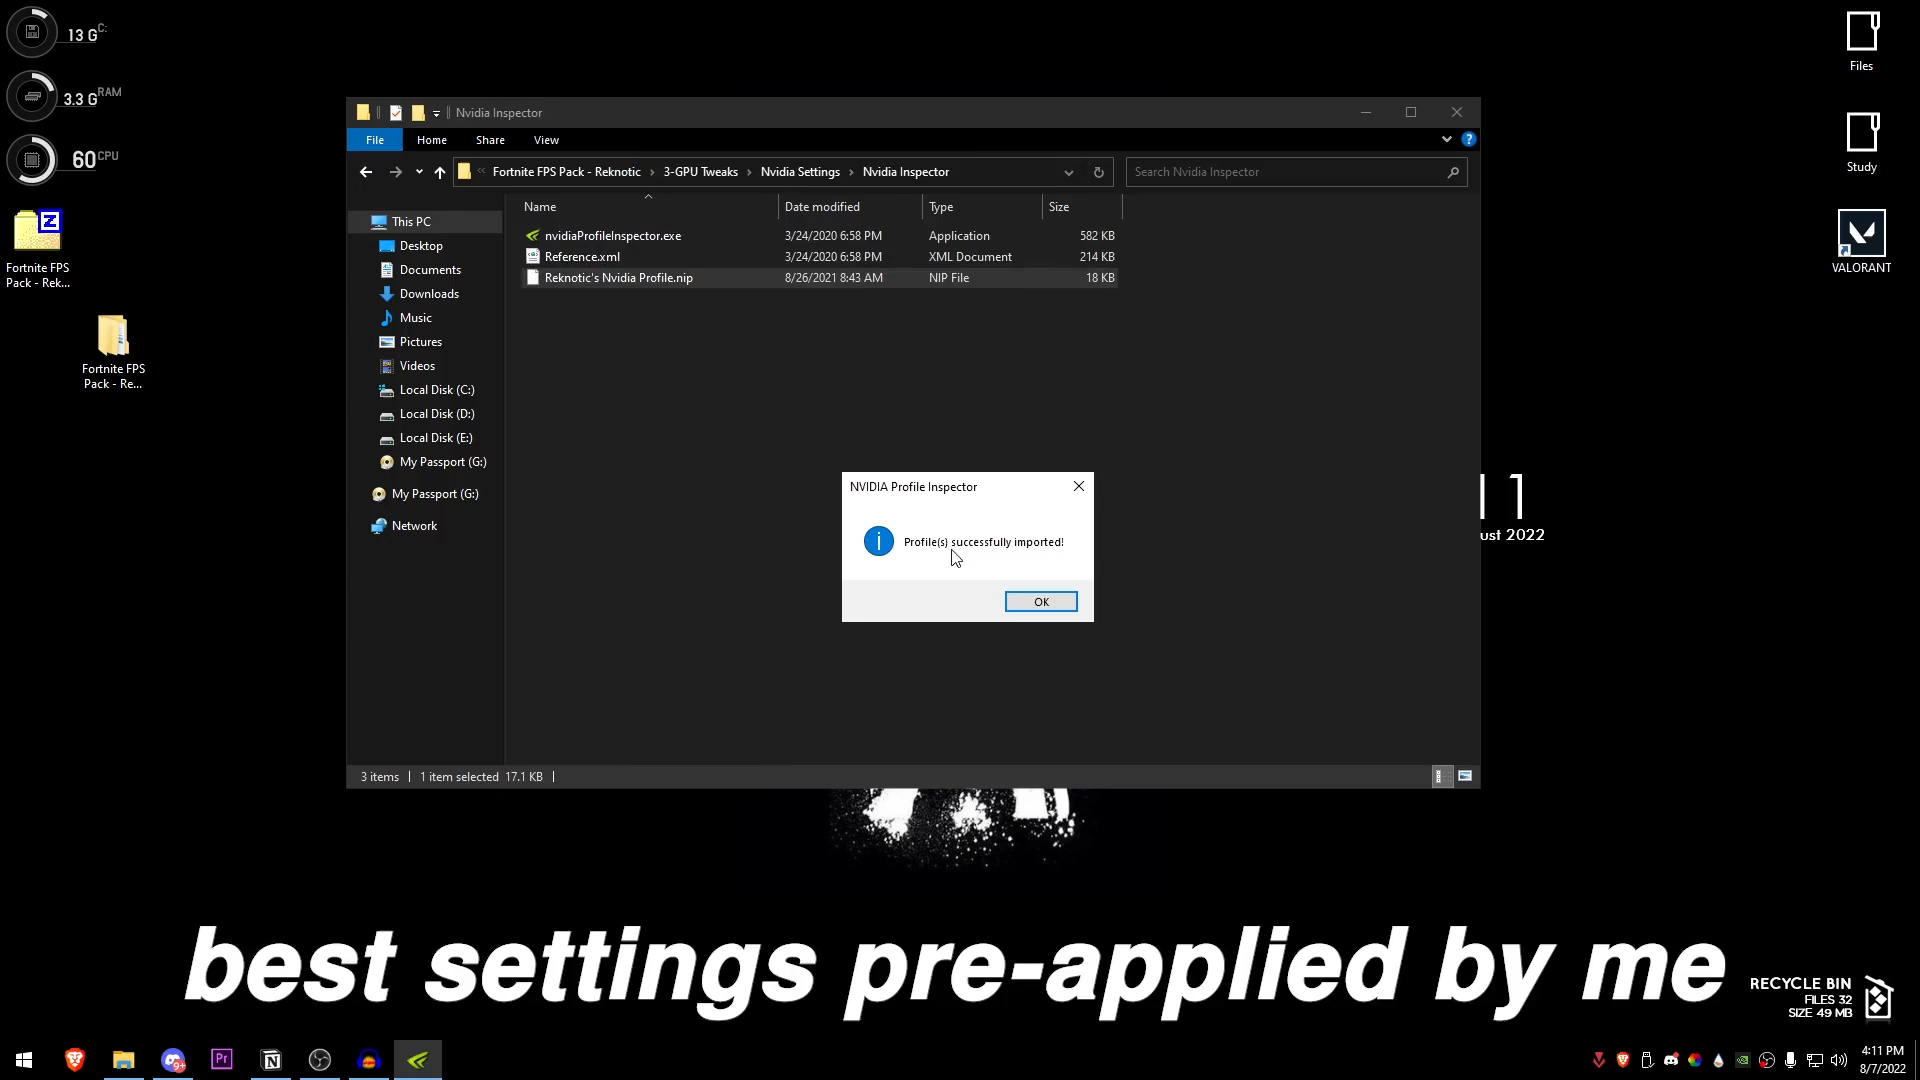 13 G C:
3.3 G RAM
60 CPU
Fortnite FPS
Pack - Rek...
Fortnite FPS
Pack - Re...
Files
Study
VALORANT
Nvidia Inspector
File Home Share View
« Fortnite FPS Pack - Reknotic > 3-GPU Tweaks > Nvidia Settings > Nvidia Inspector
Search Nvidia Inspector
Name Date modified Type Size
nvidiaProfileInspector.exe 3/24/2020 6:58 PM Application 582 KB
Reference.xml 3/24/2020 6:58 PM XML Document 214 KB
Reknotic's Nvidia Profile.nip 8/26/2021 8:43 AM NIP File 18 KB
This PC
Desktop
Documents
Downloads
Music
Pictures
Videos
Local Disk (C:)
Local Disk (D:)
Local Disk (E:)
My Passport (G:)
My Passport (G:)
Network
NVIDIA Profile Inspector
Profile(s) successfully imported!
OK
11
ust 2022
3 items 1 item selected 17.1 KB
best settings pre-applied by me
RECYCLE BIN
FILES 32
SIZE 49 MB
4:11 PM
8/7/2022